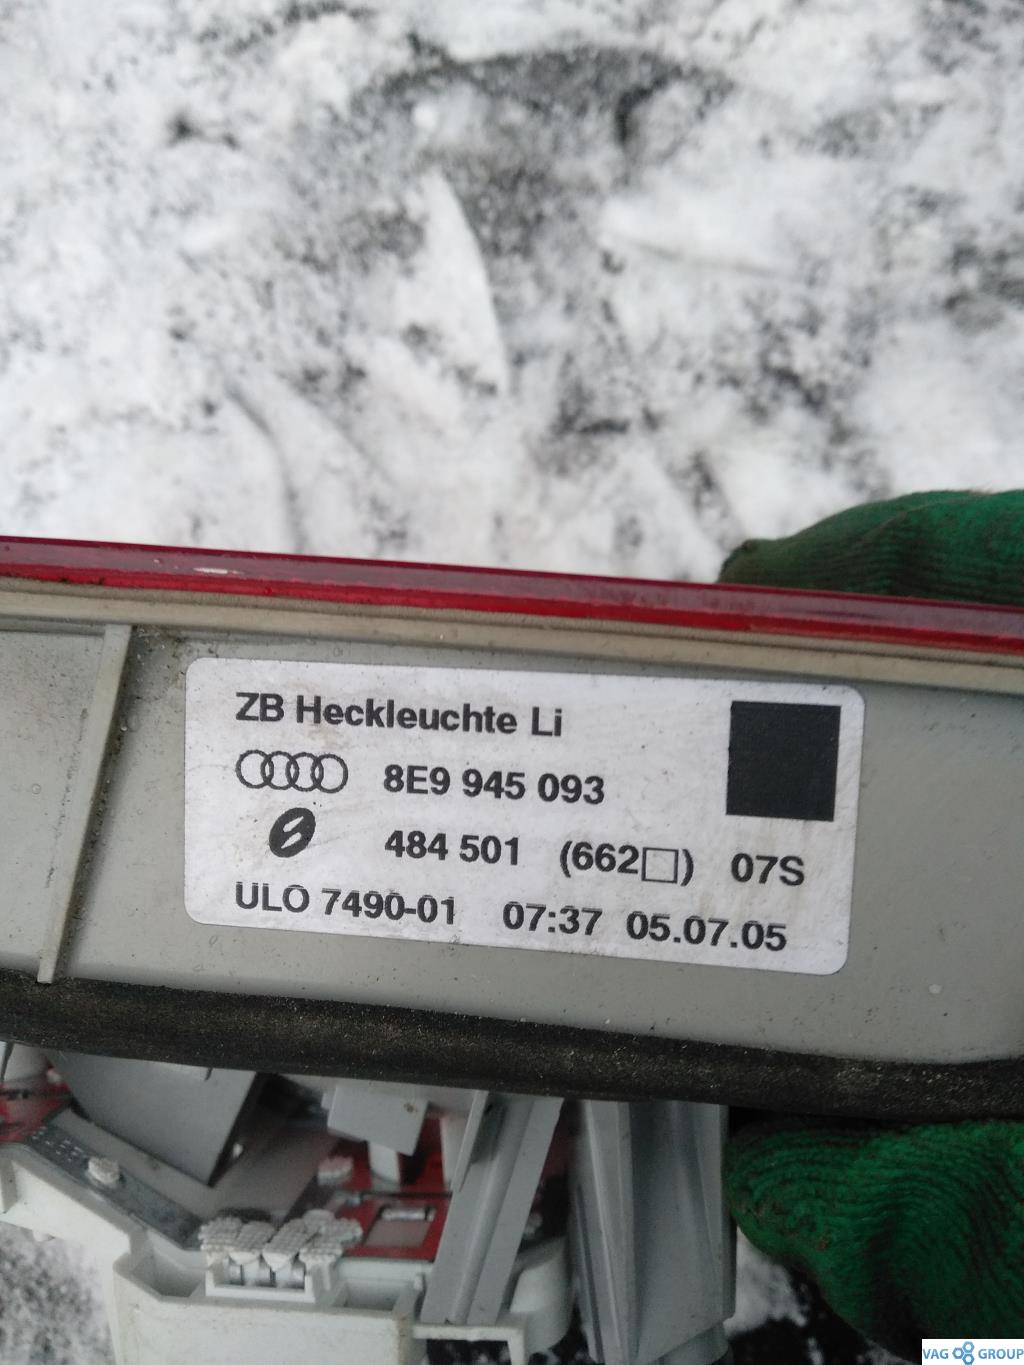 ZB Heckleuchte Li
8E9 945 093
484 501 (662□) 07S
ULO 7490-01 07:37 05.07.05
VAG GROUP